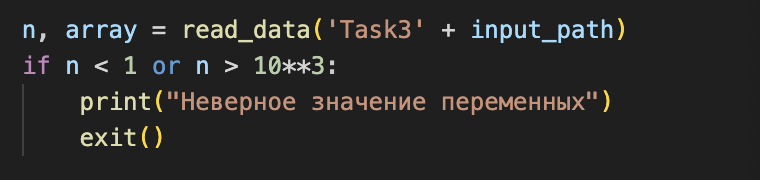 n, array = read_data('Task3' + input_path)
if n < 1 or n > 10**3:
    print("Неверное значение переменных")
    exit()